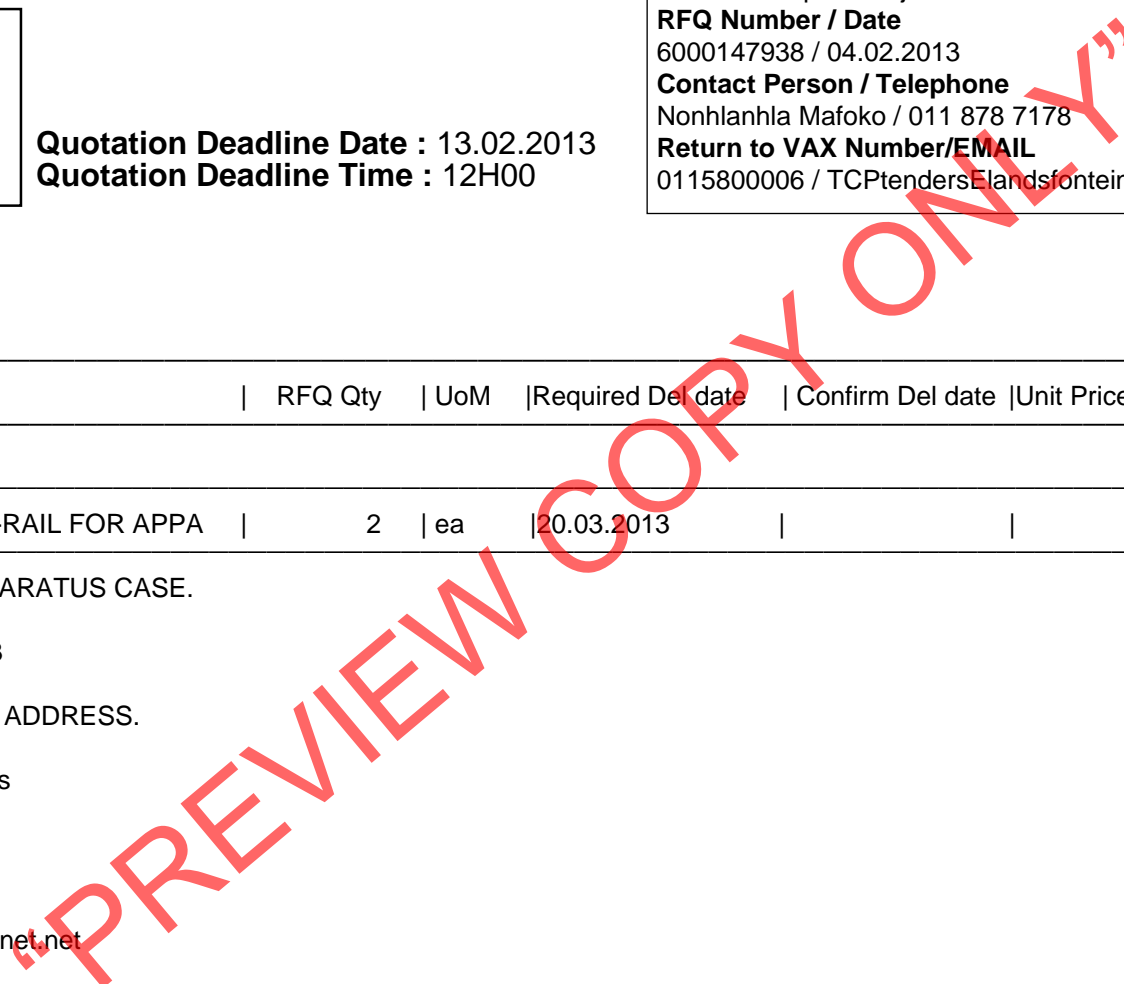 RFQ Number / Date
6000147938 / 04.02.2013
Contact Person / Telephone
Nonhlanhla Mafoko / 011 878 7178
Return to VAX Number/EMAIL
0115800006 / TCPtendersElandsfontein
Quotation Deadline Date : 13.02.2013
Quotation Deadline Time : 12H00
| RFQ Qty | UoM |Required Del date | Confirm Del date |Unit Price
-RAIL FOR APPA | 2 | ea |20.03.2013 | |
ARATUS CASE.
ADDRESS.
s
net.net
“PREVIEW COPY ONLY”